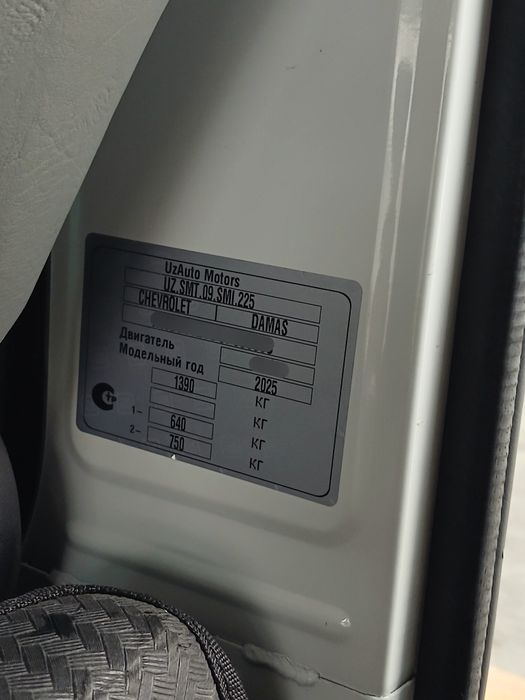 UzAuto Motors
UZ.SMT.09.SMI.225
CHEVROLET DAMAS
Двигатель
Модельный год 2025
1390 КГ
КГ
1- 640 КГ
2- 750 КГ